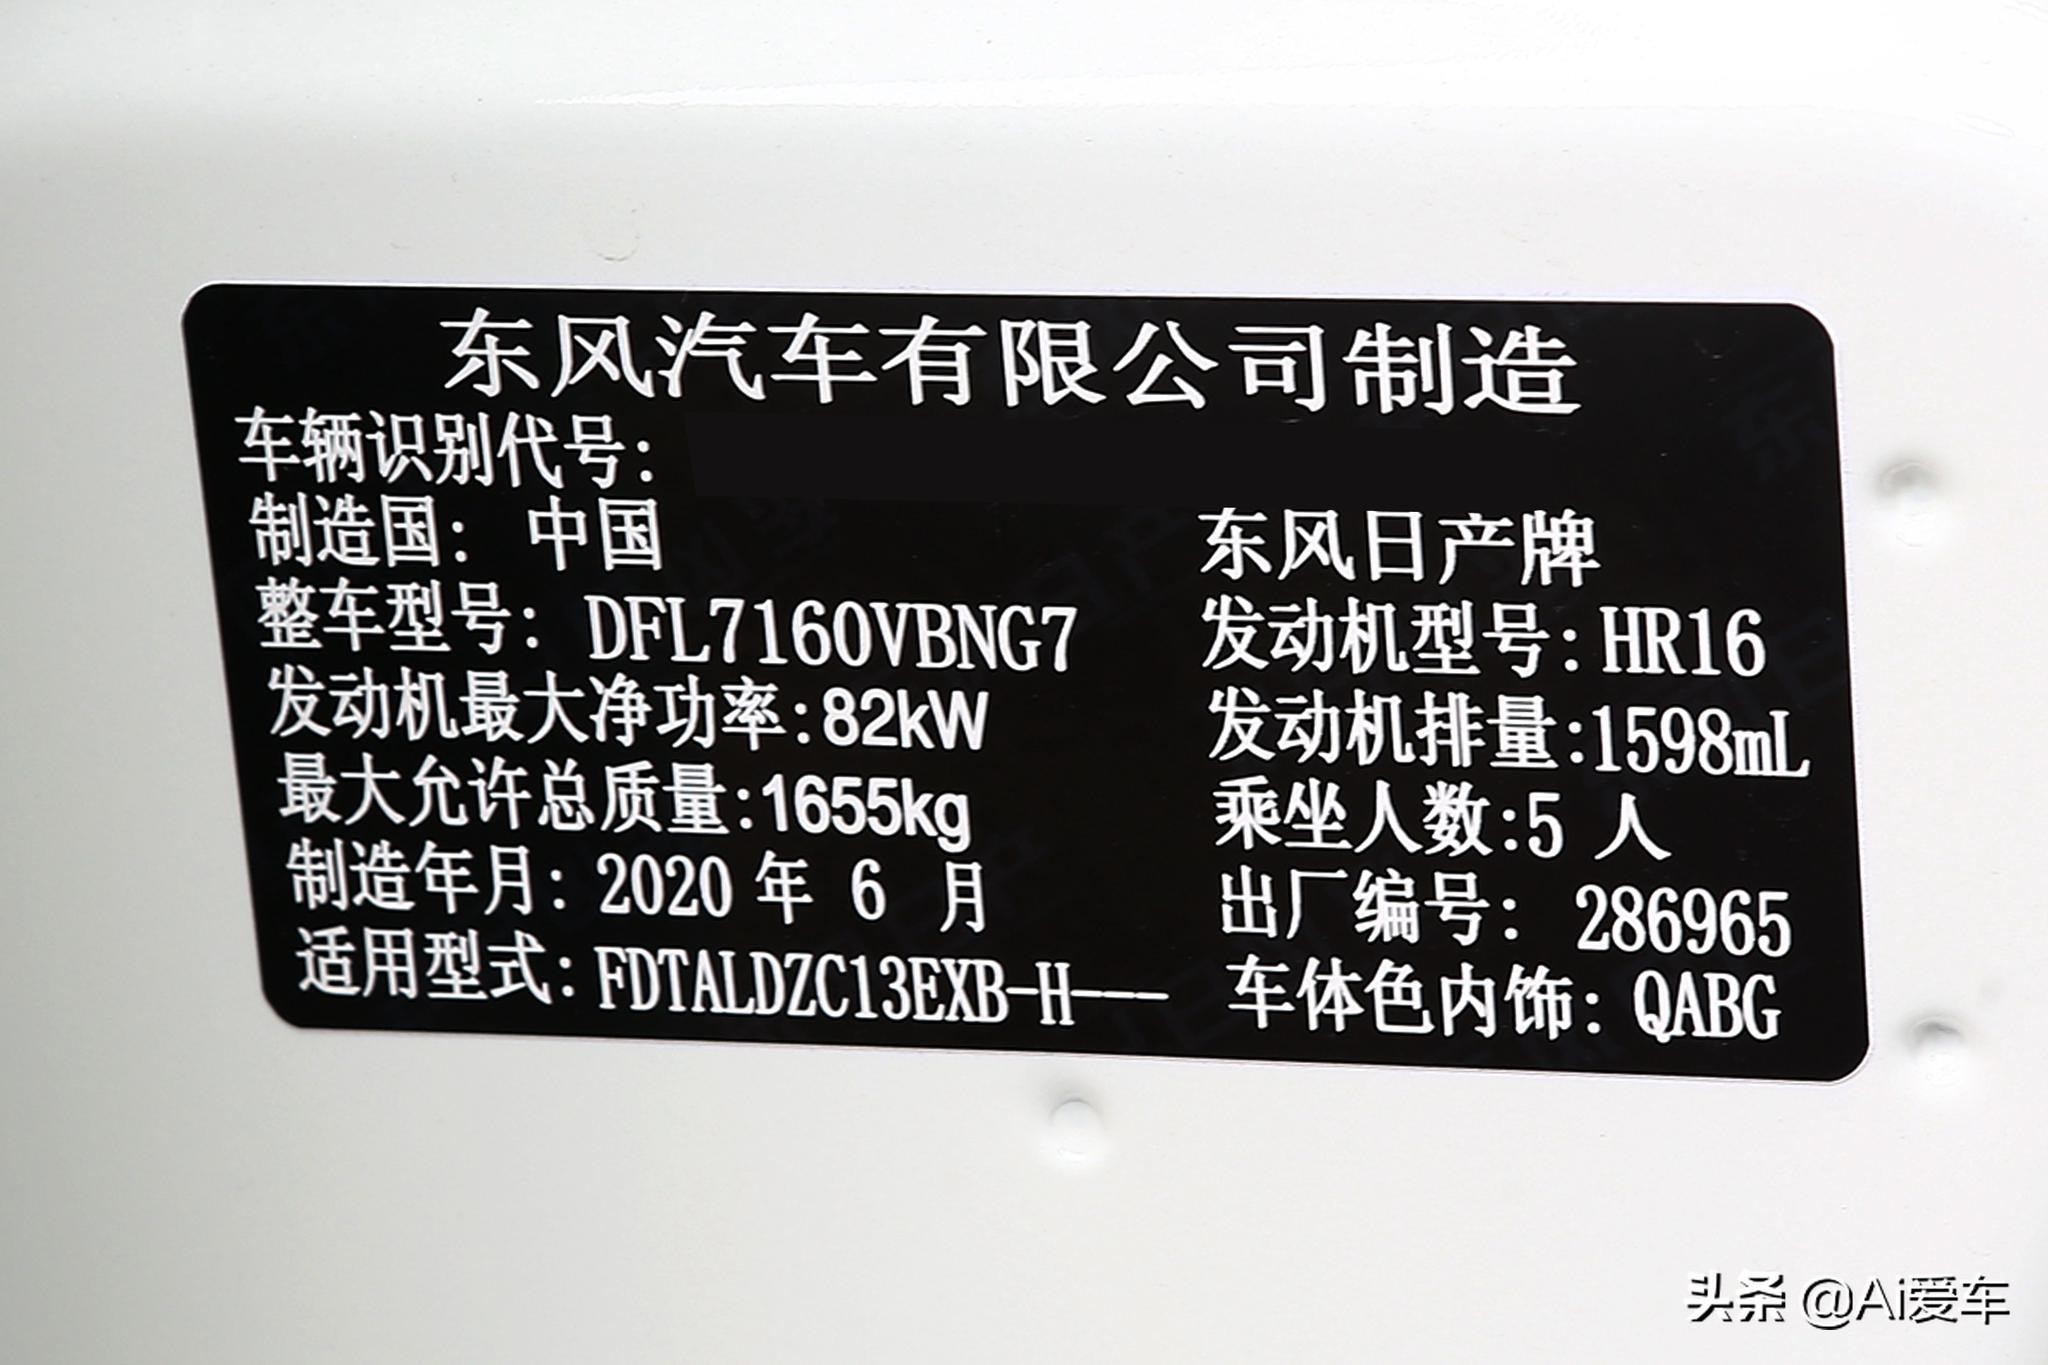 东风汽车有限公司制造
车辆识别代号:
制造国: 中国 东风日产牌
整车型号: DFL7160VBNG7 发动机型号: HR16
发动机最大净功率:82kW 发动机排量:1598mL
最大允许总质量:1655kg 乘坐人数:5 人
制造年月: 2020 年 6 月 出厂编号: 286965
适用型式: FDTALDZC13EXB-H--- 车体色内饰: QABG
头条 @Ai爱车